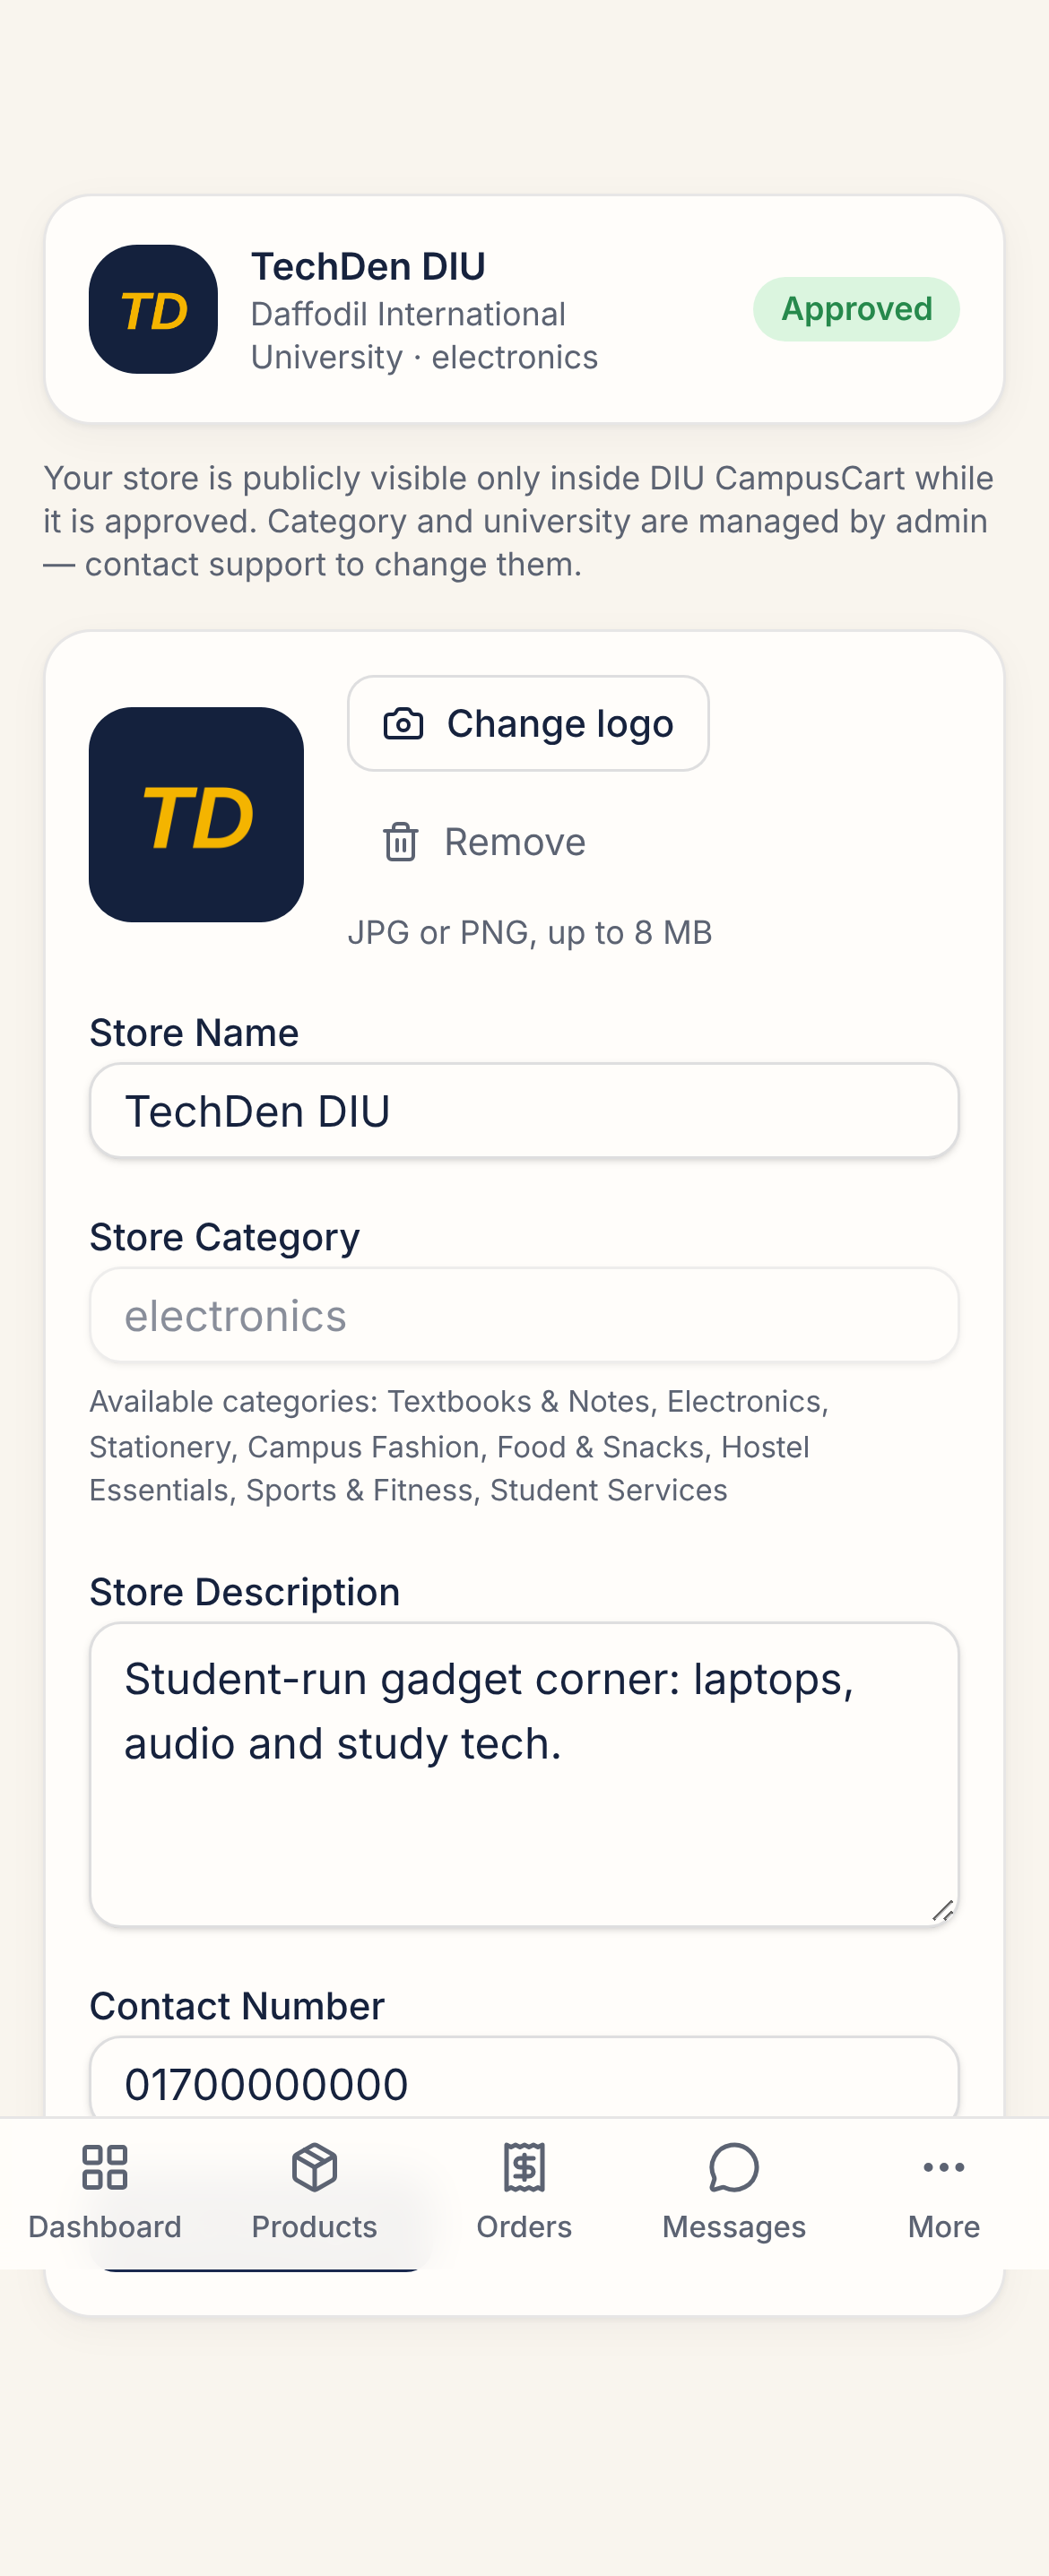 TD
TechDen DIU
Daffodil International
University · electronics
Approved
Your store is publicly visible only inside DIU CampusCart while
it is approved. Category and university are managed by admin
— contact support to change them.
TD
Change logo
Remove
JPG or PNG, up to 8 MB
Store Name
TechDen DIU
Store Category
electronics
Available categories: Textbooks & Notes, Electronics,
Stationery, Campus Fashion, Food & Snacks, Hostel
Essentials, Sports & Fitness, Student Services
Store Description
Student-run gadget corner: laptops,
audio and study tech.
Contact Number
01700000000
Dashboard
Products
Orders
Messages
More